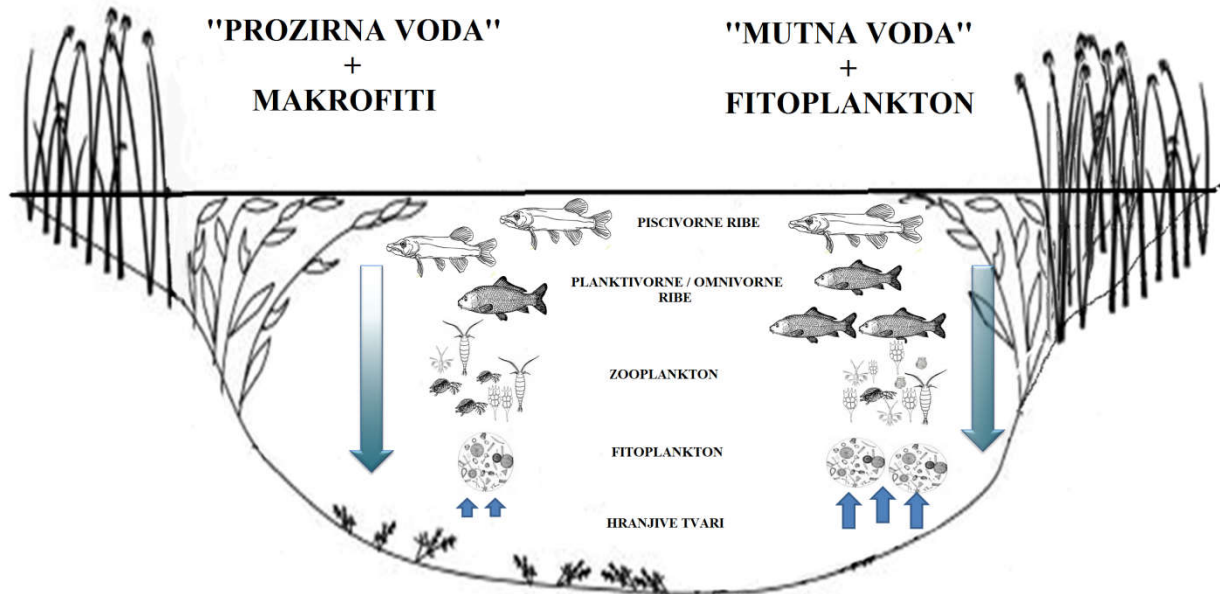 "PROZIRNA VODA"
+
MAKROFITI
"MUTNA VODA"
+
FITOPLANKTON
PISCIVORNE RIBE
PLANKTIVORNE / OMNIVORNE
RIBE
ZOOPLANKTON
FITOPLANKTON
HRANJIVE TVARI